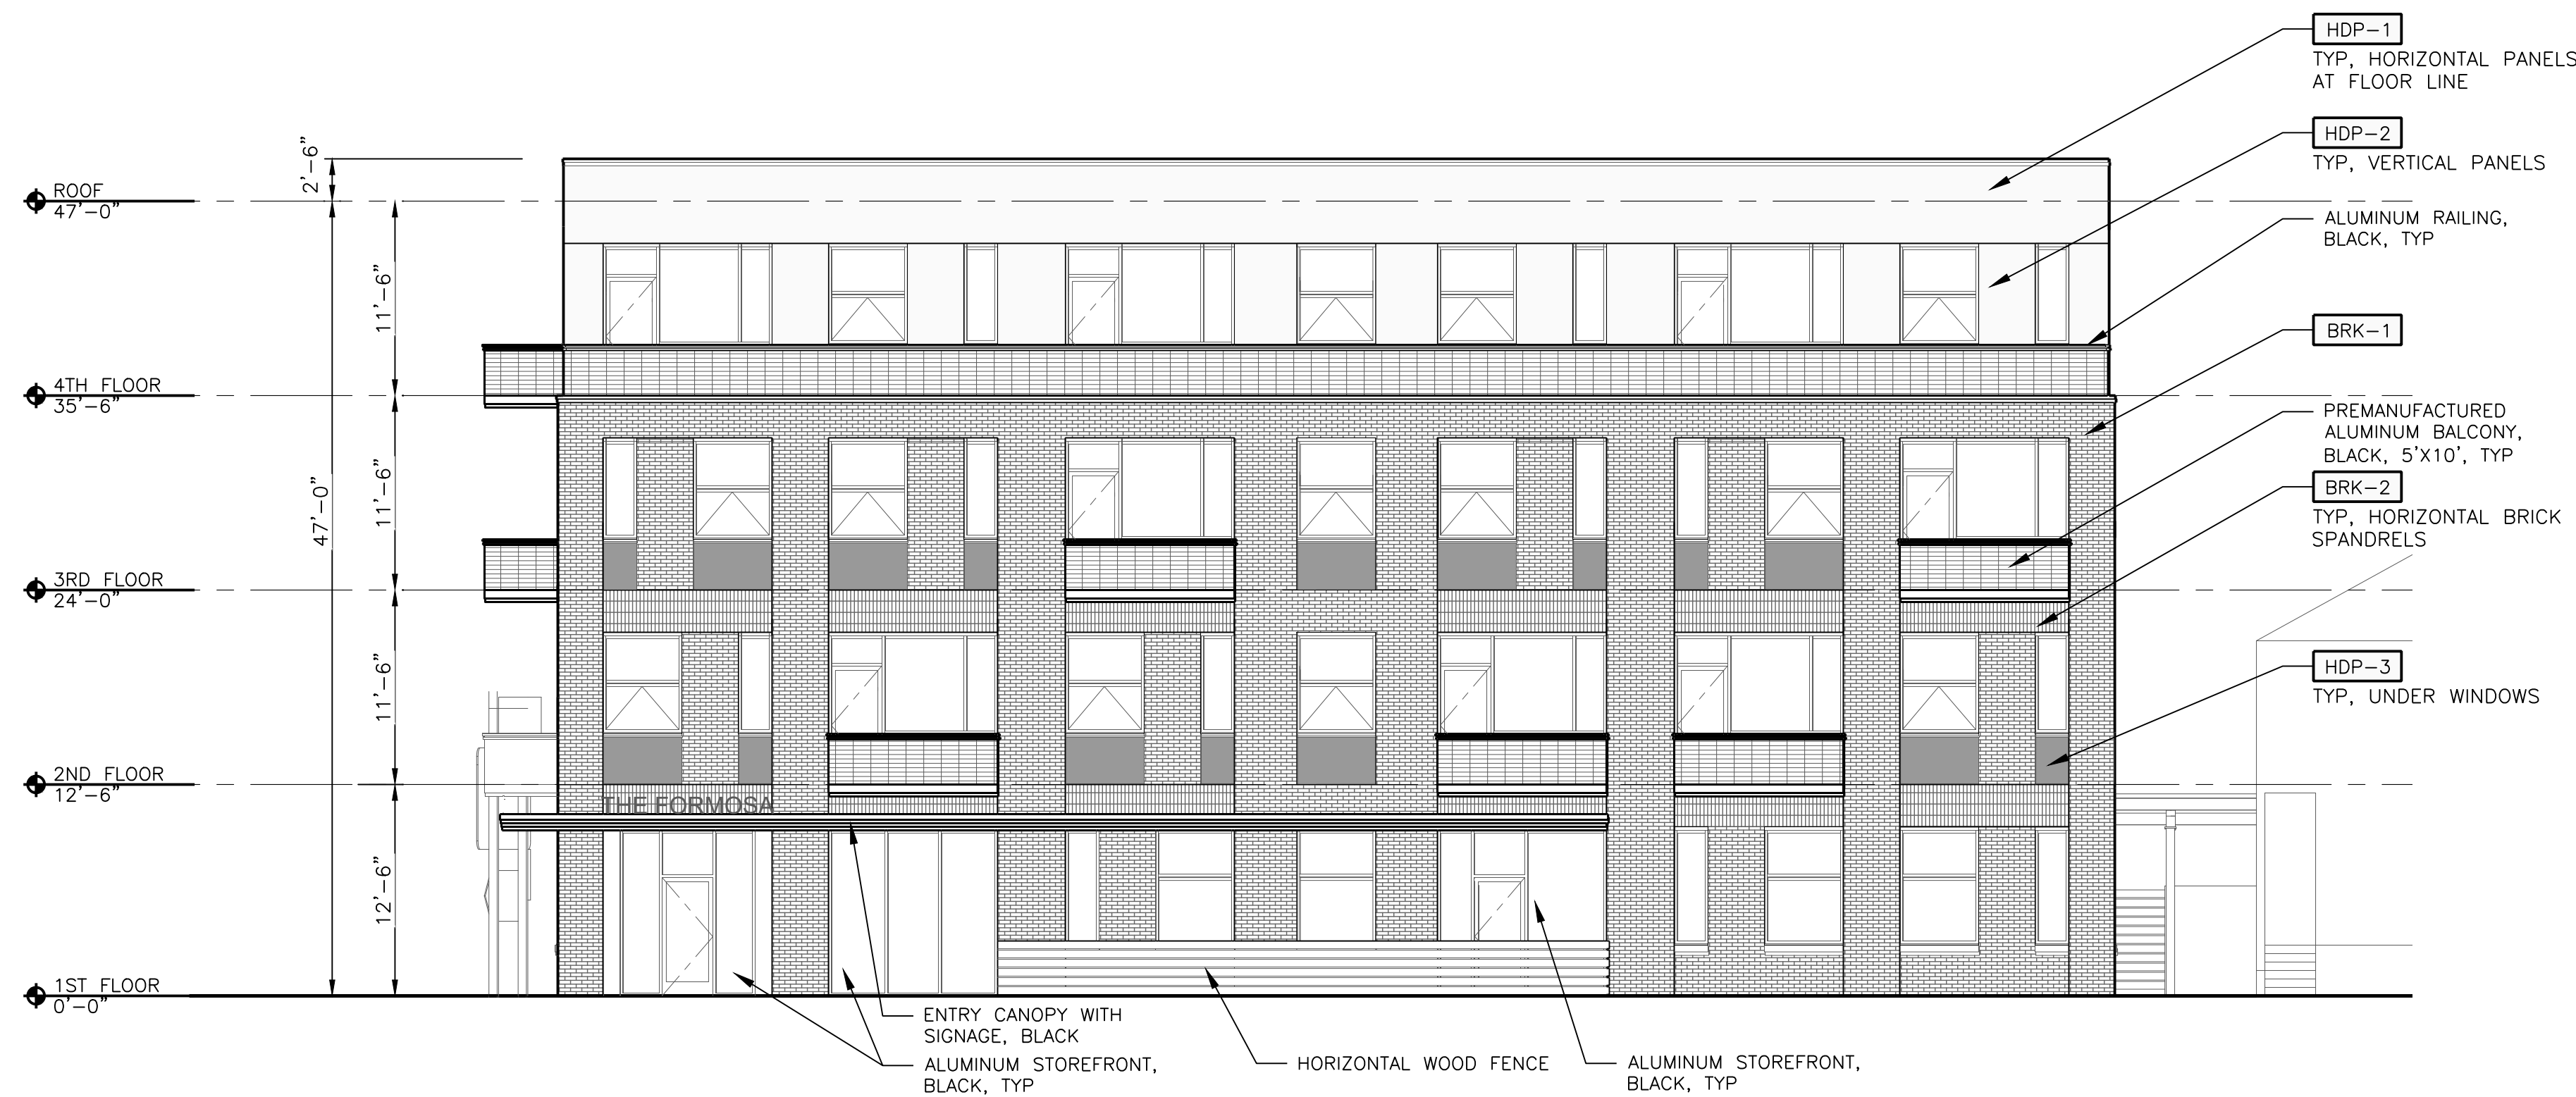 HDP-1
TYP, HORIZONTAL PANELS
AT FLOOR LINE
HDP-2
TYP, VERTICAL PANELS
ALUMINUM RAILING,
BLACK, TYP
BRK-1
PREMANUFACTURED
ALUMINUM BALCONY,
BLACK, 5'X10', TYP
BRK-2
TYP, HORIZONTAL BRICK
SPANDRELS
HDP-3
TYP, UNDER WINDOWS
ROOF
47'-0"
4TH FLOOR
35'-6"
3RD FLOOR
24'-0"
2ND FLOOR
12'-6"
1ST FLOOR
0'-0"
2'-6"
47'-0"
11'-6"
11'-6"
11'-6"
12'-6"
THE FORMOSA
ENTRY CANOPY WITH
SIGNAGE, BLACK
ALUMINUM STOREFRONT,
BLACK, TYP
HORIZONTAL WOOD FENCE
ALUMINUM STOREFRONT,
BLACK, TYP